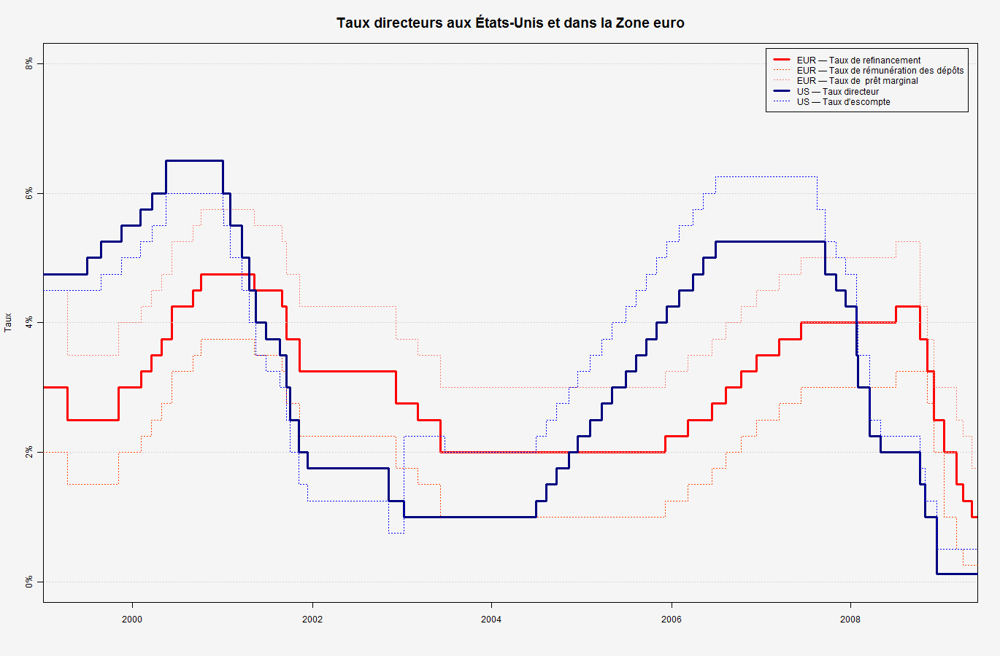 Taux directeurs aux États-Unis et dans la Zone euro
EUR — Taux de refinancement
EUR — Taux de rémunération des dépôts
EUR — Taux de  prêt marginal
US — Taux directeur
US — Taux d'escompte
8%
6%
4%
2%
0%
Taux
2000
2002
2004
2006
2008